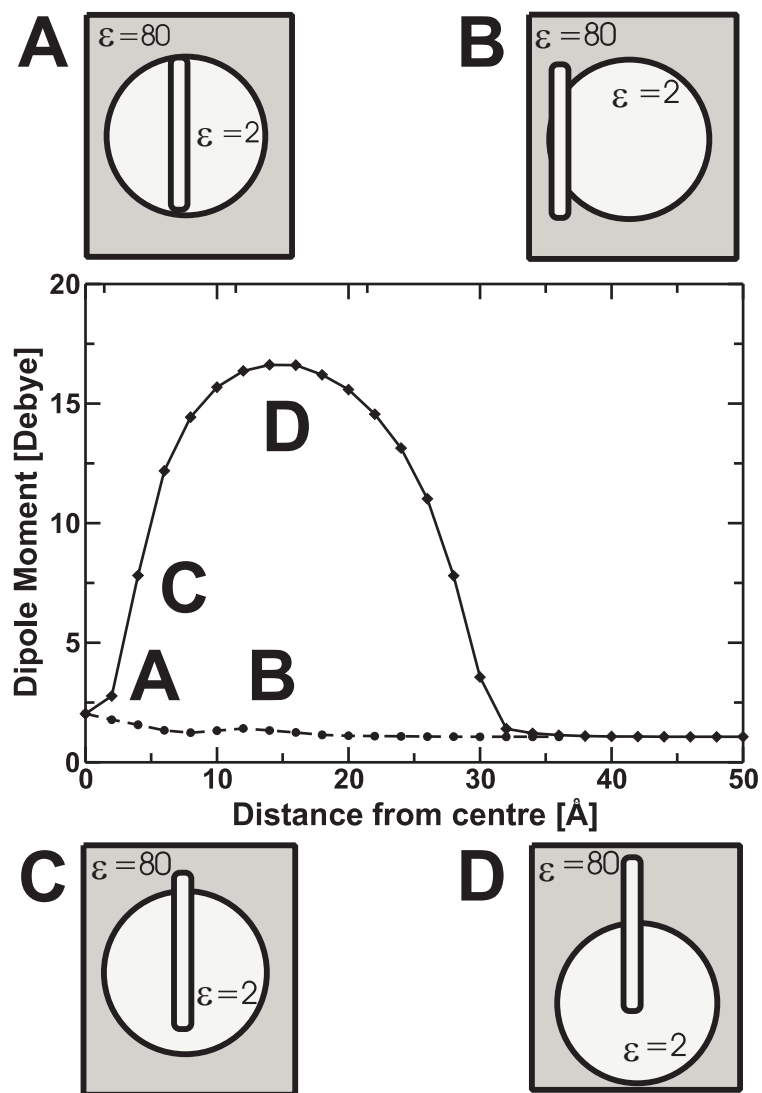 A
ε=80
ε=2
B
ε=80
ε=2
20
15
10
5
0
Dipole Moment [Debye]
D
C
A
B
0 10 20 30 40 50
Distance from centre [Å]
C
ε=80
ε=2
D
ε=80
ε=2